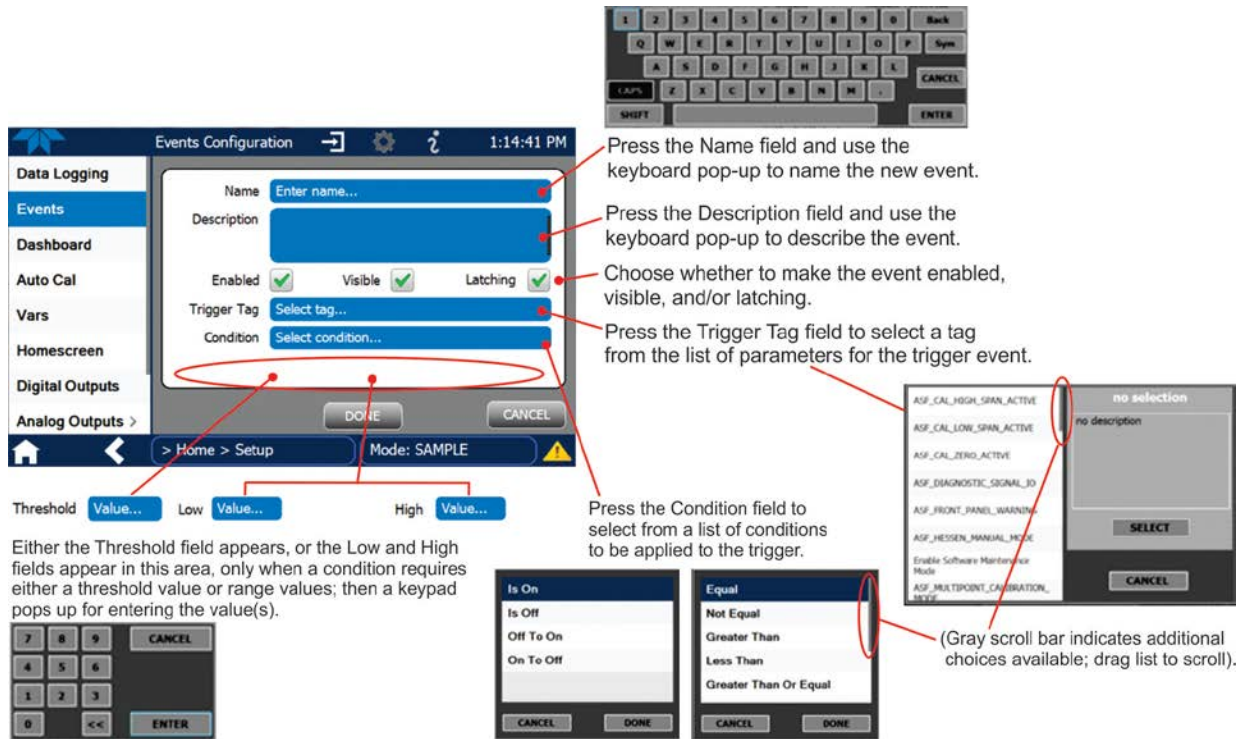 1 2 3 4 5 6 7 8 9 0 Back
Q W E R T Y U I O P Sym
A S D F G H J K L CANCEL
CAPS Z X C V B N M .
SHIFT ENTER
Events Configuration 1:14:41 PM
Data Logging
Events
Dashboard
Auto Cal
Vars
Homescreen
Digital Outputs
Analog Outputs >
Name Enter name...
Description
Enabled Visible Latching
Trigger Tag Select tag...
Condition Select condition...
DONE CANCEL
> Home > Setup Mode: SAMPLE
Press the Name field and use the
keyboard pop-up to name the new event.
Press the Description field and use the
keyboard pop-up to describe the event.
Choose whether to make the event enabled,
visible, and/or latching.
Press the Trigger Tag field to select a tag
from the list of parameters for the trigger event.
ASF_CAL_HIGH_SPAN_ACTIVE
ASF_CAL_LOW_SPAN_ACTIVE
ASF_CAL_ZERO_ACTIVE
ASF_DIAGNOSTIC_SIGNAL_IO
ASF_FRONT_PANEL_WARNING
ASF_HESSEN_MANUAL_MODE
Enable Software Maintenance
Mode
ASF_MULTIPOINT_CALIBRATION_
MODE
no selection
no description
SELECT
CANCEL
Threshold Value... Low Value... High Value...
Either the Threshold field appears, or the Low and High
fields appear in this area, only when a condition requires
either a threshold value or range values; then a keypad
pops up for entering the value(s).
7 8 9 CANCEL
4 5 6
1 2 3
0 << ENTER
Press the Condition field to
select from a list of conditions
to be applied to the trigger.
Is On
Is Off
Off To On
On To Off
CANCEL DONE
Equal
Not Equal
Greater Than
Less Than
Greater Than Or Equal
CANCEL DONE
(Gray scroll bar indicates additional
choices available; drag list to scroll).